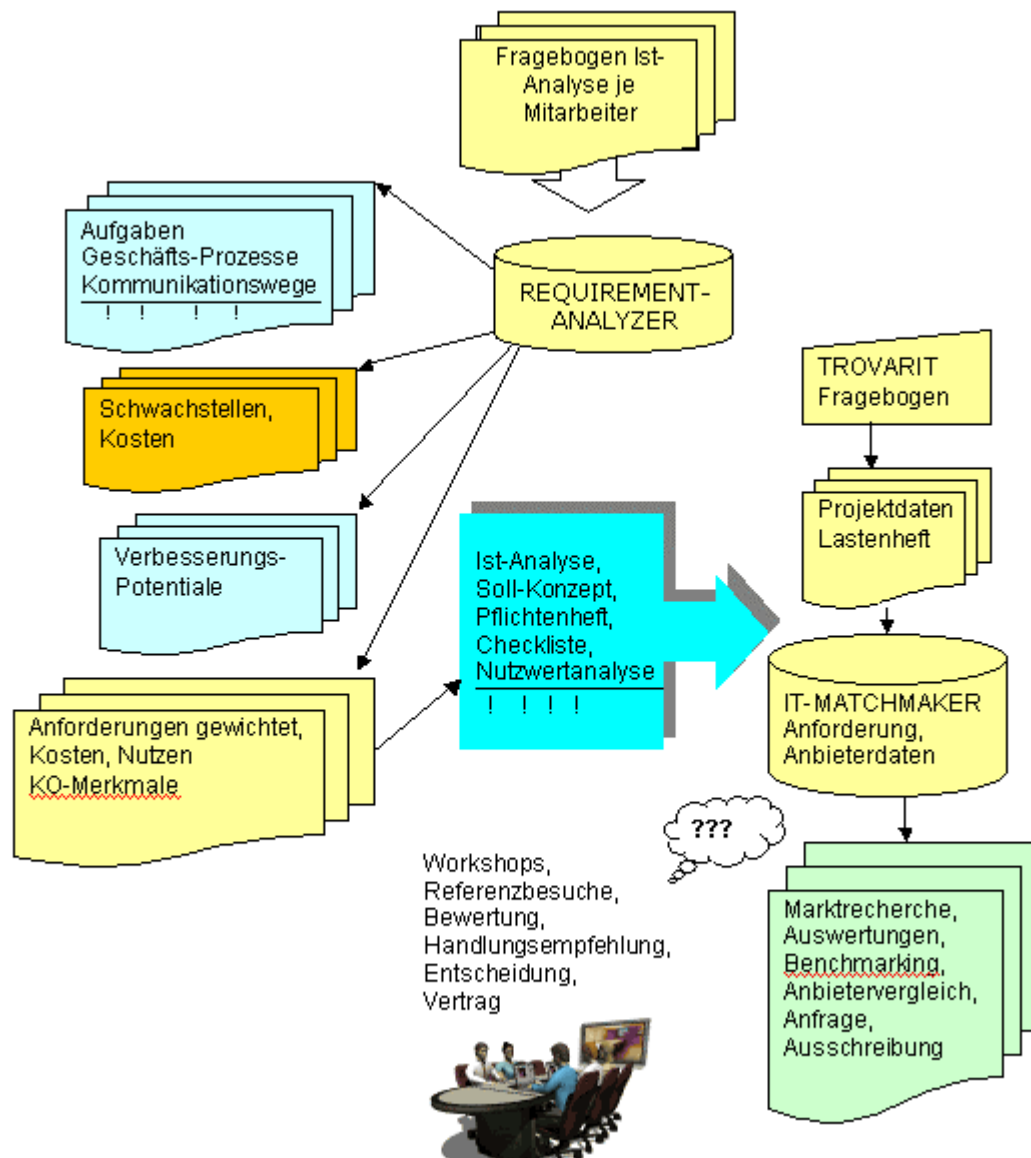 Fragebogen Ist-
Analyse je
Mitarbeiter
Aufgaben
Geschäfts-Prozesse
Kommunikationswege
! ! ! !
REQUIREMENT-
ANALYZER
Schwachstellen,
Kosten
Verbesserungs-
Potentiale
Anforderungen gewichtet,
Kosten, Nutzen
KO-Merkmale
Ist-Analyse,
Soll-Konzept,
Pflichtenheft,
Checkliste,
Nutzwertanalyse
! ! ! !
TROVARIT
Fragebogen
Projektdaten
Lastenheft
IT-MATCHMAKER
Anforderung,
Anbieterdaten
???
Workshops,
Referenzbesuche,
Bewertung,
Handlungsempfehlung,
Entscheidung,
Vertrag
Marktrecherche,
Auswertungen,
Benchmarking,
Anbietervergleich,
Anfrage,
Ausschreibung